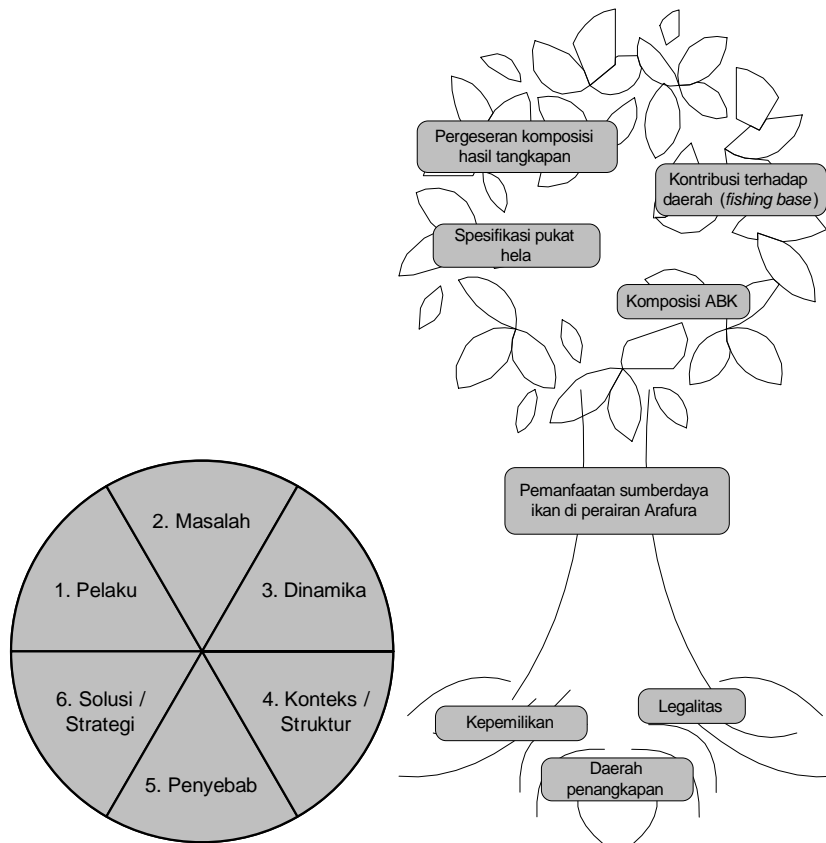 Pergeseran komposisi
hasil tangkapan
Kontribusi terhadap
daerah (fishing base)
Spesifikasi pukat
hela
Komposisi ABK
Pemanfaatan sumberdaya
ikan di perairan Arafura
Kepemilikan
Legalitas
Daerah
penangkapan
1. Pelaku
2. Masalah
3. Dinamika
4. Konteks /
Struktur
5. Penyebab
6. Solusi /
Strategi